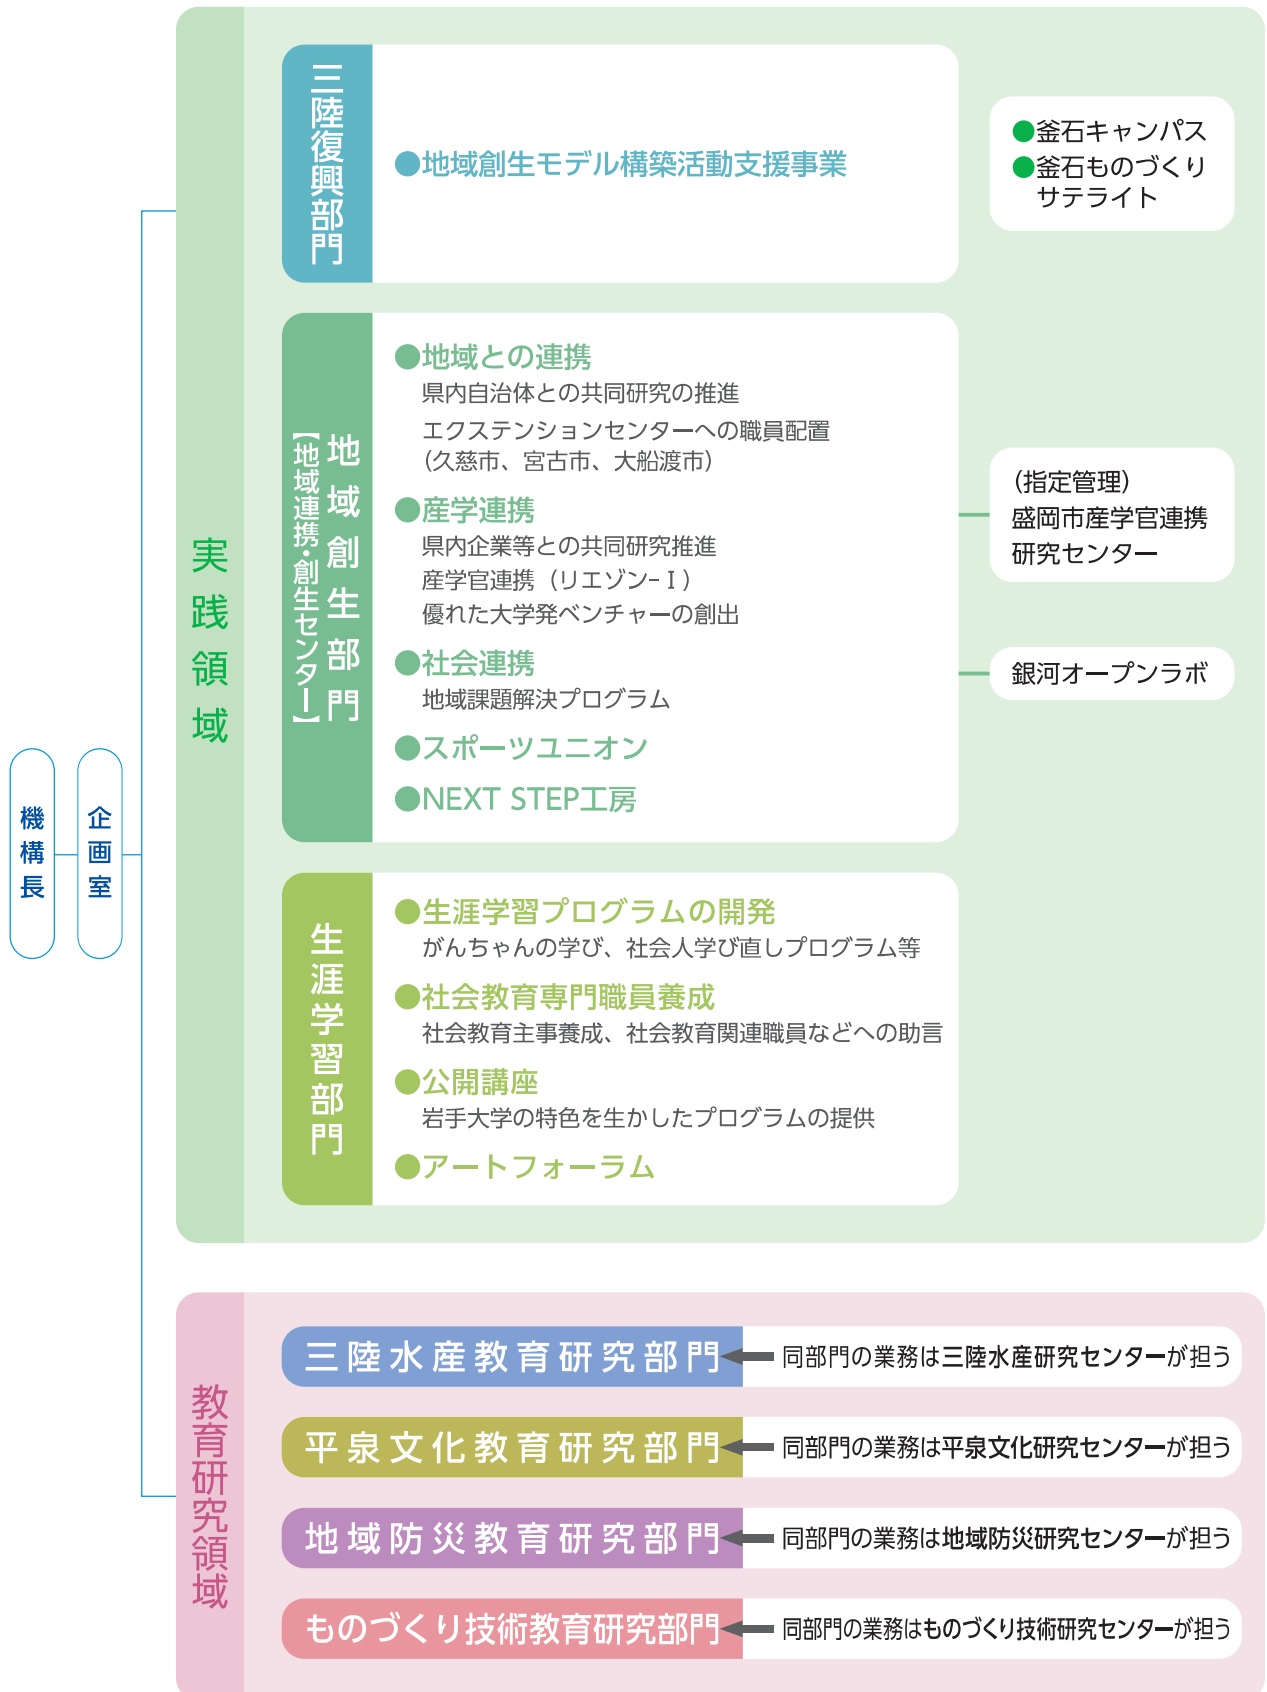 機構長
企画室
実践領域
三陸復興部門
●地域創生モデル構築活動支援事業
●釜石キャンパス
●釜石ものづくり
サテライト
地域創生部門
【地域連携・創生センター】
●地域との連携
県内自治体との共同研究の推進
エクステンションセンターへの職員配置
（久慈市、宮古市、大船渡市）
●産学連携
県内企業等との共同研究推進
産学官連携（リエゾン-Ⅰ）
優れた大学発ベンチャーの創出
●社会連携
地域課題解決プログラム
●スポーツユニオン
●NEXT STEP工房
（指定管理）
盛岡市産学官連携
研究センター
銀河オープンラボ
生涯学習部門
●生涯学習プログラムの開発
がんちゃんの学び、社会人学び直しプログラム等
●社会教育専門職員養成
社会教育主事養成、社会教育関連職員などへの助言
●公開講座
岩手大学の特色を生かしたプログラムの提供
●アートフォーラム
教育研究領域
三陸水産教育研究部門
同部門の業務は三陸水産研究センターが担う
平泉文化教育研究部門
同部門の業務は平泉文化研究センターが担う
地域防災教育研究部門
同部門の業務は地域防災研究センターが担う
ものづくり技術教育研究部門
同部門の業務はものづくり技術研究センターが担う